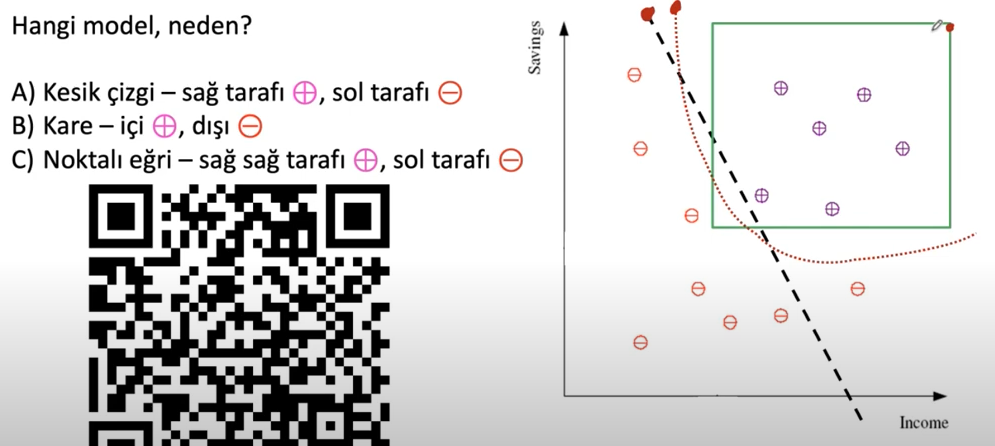 Hangi model, neden?
A) Kesik çizgi – sağ tarafı ⊕, sol tarafı ⊖
B) Kare – içi ⊕, dışı ⊖
C) Noktalı eğri – sağ sağ tarafı ⊕, sol tarafı ⊖
Savings
Income